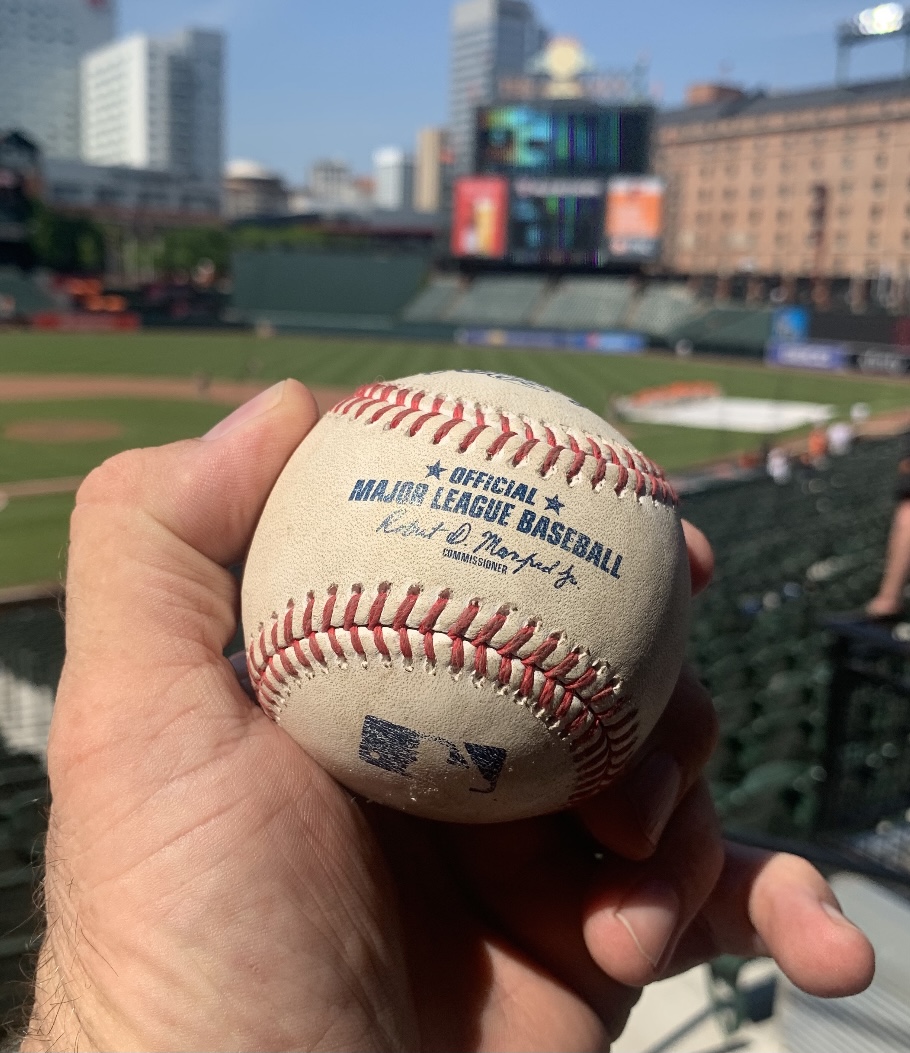 ★ OFFICIAL ★
MAJOR LEAGUE BASEBALL
Robert D. Manfred Jr.
COMMISSIONER